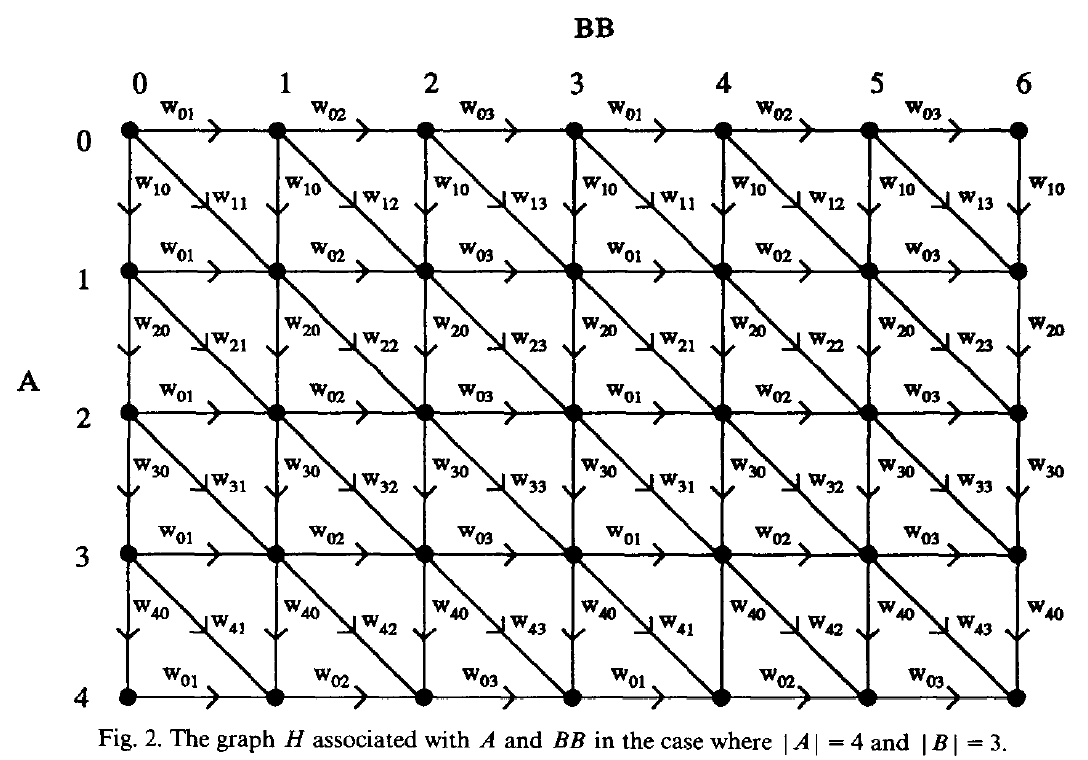 BB
0 1 2 3 4 5 6
w01 w02 w03 w01 w02 w03
0
w10 w11 w10 w12 w10 w13 w10 w11 w10 w12 w10 w13 w10
w01 w02 w03 w01 w02 w03
1
w20 w21 w20 w22 w20 w23 w20 w21 w20 w22 w20 w23 w20
A
w01 w02 w03 w01 w02 w03
2
w30 w31 w30 w32 w30 w33 w30 w31 w30 w32 w30 w33 w30
w01 w02 w03 w01 w02 w03
3
w40 w41 w40 w42 w40 w43 w40 w41 w40 w42 w40 w43 w40
w01 w02 w03 w01 w02 w03
4
Fig. 2. The graph H associated with A and BB in the case where |A| = 4 and |B| = 3.